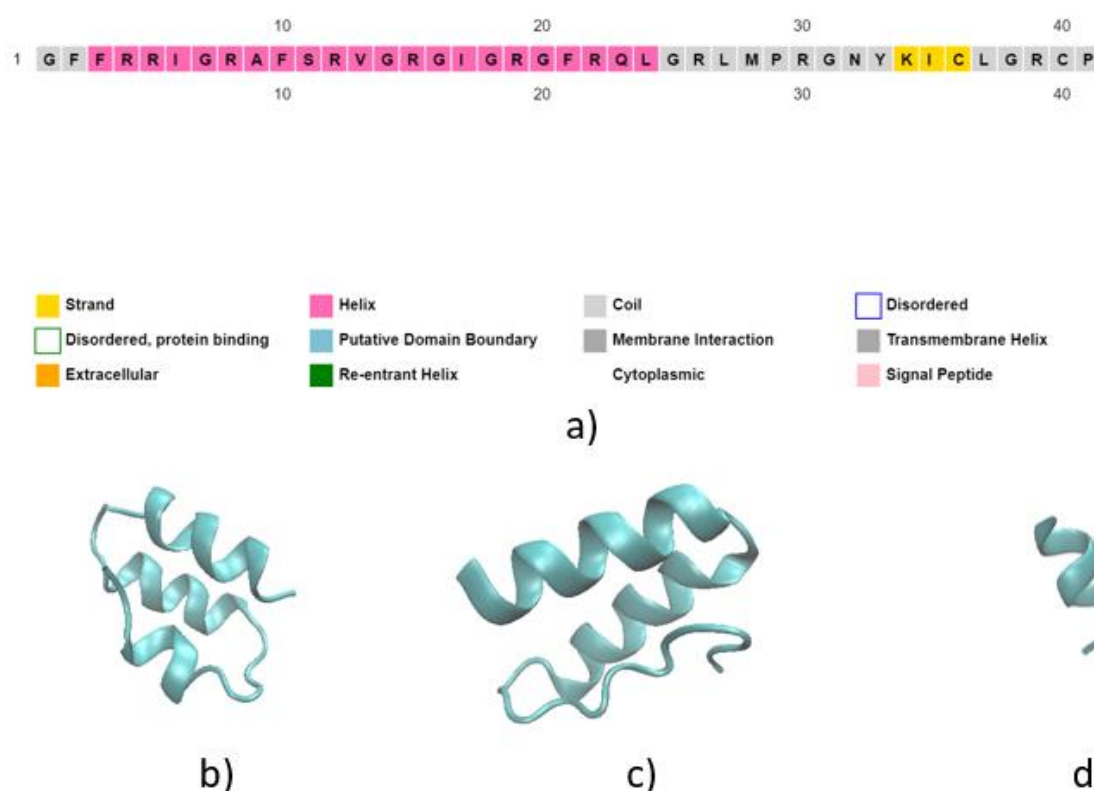 10 20 30 40
1 G F F R R I G R A F S R V G R G I G R G F R Q L G R L M P R G N Y K I C L G R C P
10 20 30 40
Strand Helix Coil Disordered
Disordered, protein binding Putative Domain Boundary Membrane Interaction Transmembrane Helix
Extracellular Re-entrant Helix Cytoplasmic Signal Peptide
a)
b) c) d